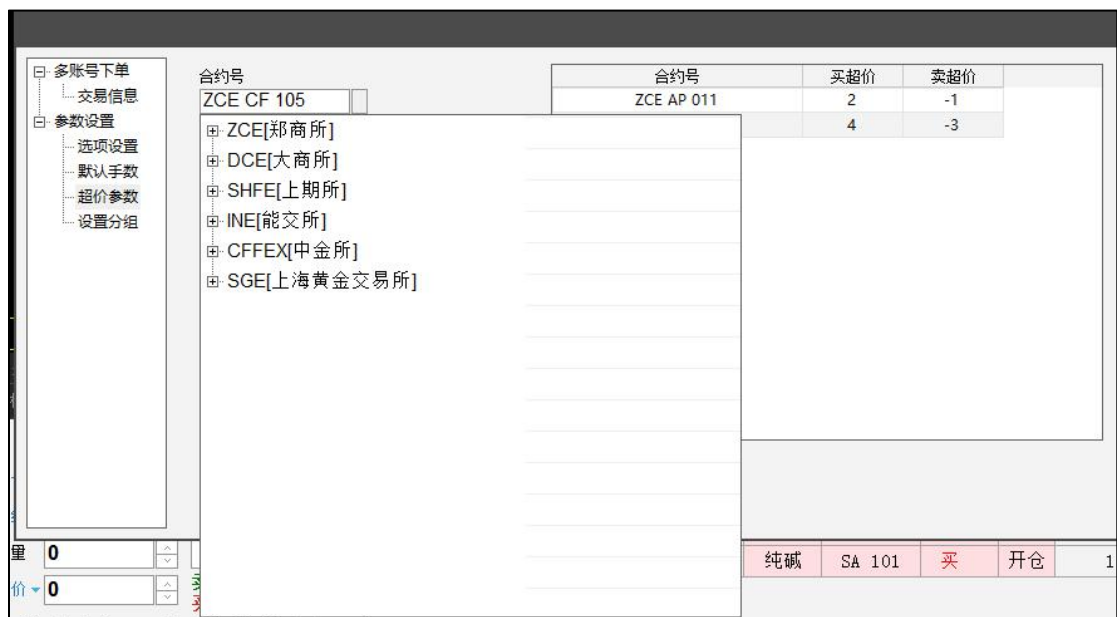 多账号下单
交易信息
参数设置
选项设置
默认手数
超价参数
设置分组
合约号
ZCE CF 105
ZCE[郑商所]
DCE[大商所]
SHFE[上期所]
INE[能交所]
CFFEX[中金所]
SGE[上海黄金交易所]
合约号 买超价 卖超价
ZCE AP 011 2 -1
4 -3
量 0
价 0
纯碱 SA 101 买 开仓 1